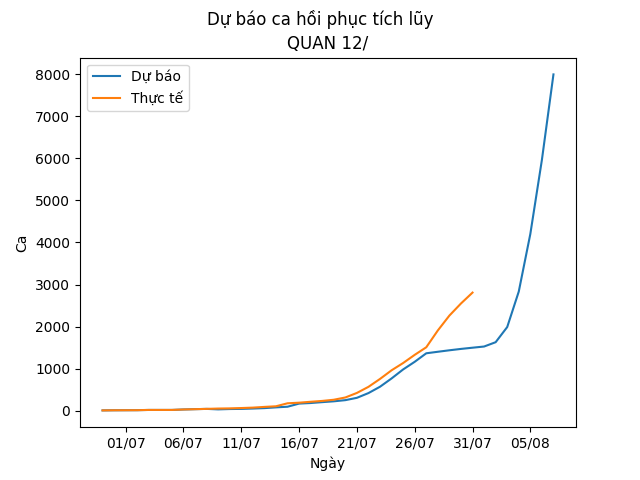 Dự báo ca hồi phục tích lũy
QUAN 12/
Dự báo
Thực tế
8000
7000
6000
5000
4000
3000
2000
1000
0
Ca
01/07 06/07 11/07 16/07 21/07 26/07 31/07 05/08
Ngày